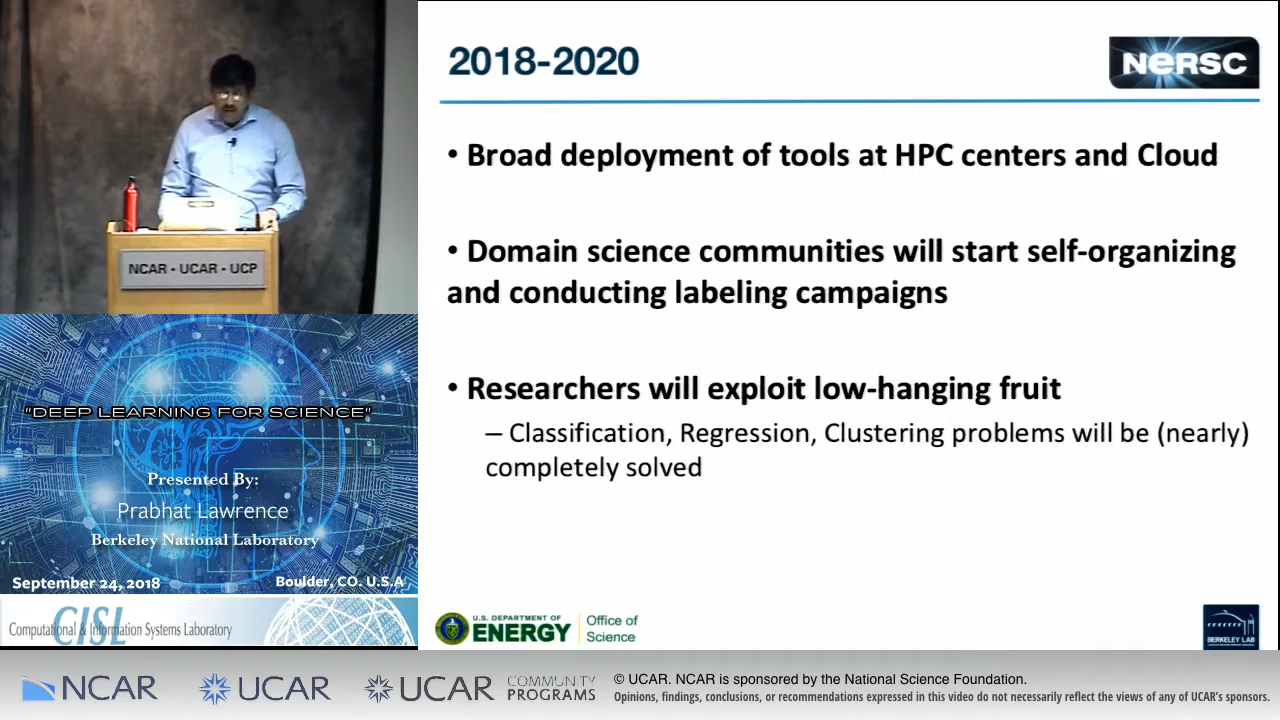 2018-2020
NERSC
• Broad deployment of tools at HPC centers and Cloud
• Domain science communities will start self-organizing
and conducting labeling campaigns
• Researchers will exploit low-hanging fruit
– Classification, Regression, Clustering problems will be (nearly)
completely solved
NCAR • UCAR • UCP
"DEEP LEARNING FOR SCIENCE"
Presented By:
Prabhat Lawrence
Berkeley National Laboratory
September 24, 2018
Boulder, CO. U.S.A
CISL
Computational & Information Systems Laboratory
U.S. DEPARTMENT OF
ENERGY
Office of
Science
BERKELEY LAB
NCAR
UCAR
UCAR
COMMUNITY
PROGRAMS
© UCAR. NCAR is sponsored by the National Science Foundation.
Opinions, findings, conclusions, or recommendations expressed in this video do not necessarily reflect the views of any of UCAR's sponsors.